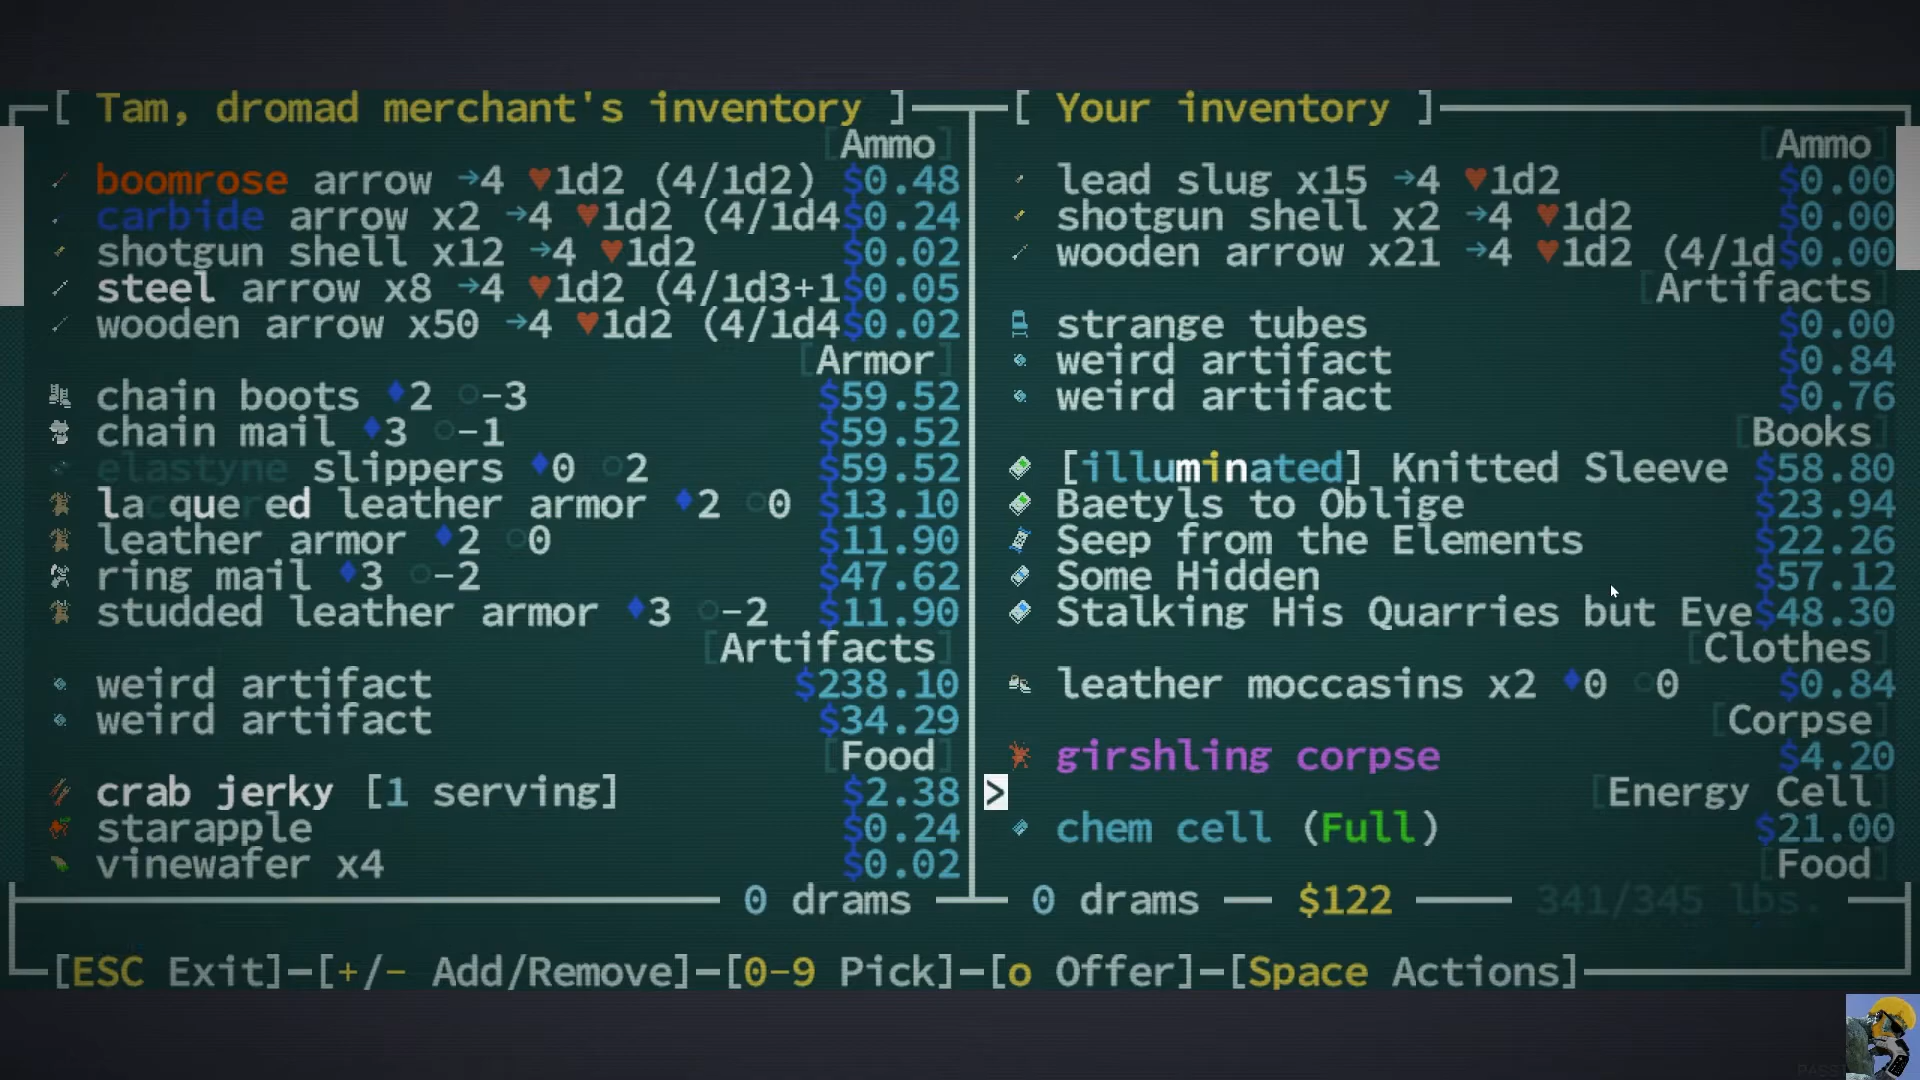 [ Tam, dromad merchant's inventory ]
[Ammo]
boomrose arrow →4 ♥1d2 (4/1d2) $0.48
carbide arrow x2 →4 ♥1d2 (4/1d4 $0.24
shotgun shell x12 →4 ♥1d2 $0.02
steel arrow x8 →4 ♥1d2 (4/1d3+1 $0.05
wooden arrow x50 →4 ♥1d2 (4/1d4 $0.02
[Armor]
chain boots ♦2 ○-3 $59.52
chain mail ♦3 ○-1 $59.52
elastyne slippers ♦0 ○2 $59.52
lacquered leather armor ♦2 ○0 $13.10
leather armor ♦2 ○0 $11.90
ring mail ♦3 ○-2 $47.62
studded leather armor ♦3 ○-2 $11.90
[Artifacts]
weird artifact $238.10
weird artifact $34.29
[Food]
crab jerky [1 serving] $2.38
starapple $0.24
vinewafer x4 $0.02
0 drams
[ Your inventory ]
[Ammo]
lead slug x15 →4 ♥1d2 $0.00
shotgun shell x2 →4 ♥1d2 $0.00
wooden arrow x21 →4 ♥1d2 (4/1d $0.00
[Artifacts]
strange tubes $0.00
weird artifact $0.84
weird artifact $0.76
[Books]
[illuminated] Knitted Sleeve $58.80
Baetyls to Oblige $23.94
Seep from the Elements $22.26
Some Hidden $57.12
Stalking His Quarries but Eve $48.30
[Clothes]
leather moccasins x2 ♦0 ○0 $0.84
[Corpse]
girshling corpse $4.20
> [Energy Cell]
chem cell (Full) $21.00
[Food]
0 drams — $122 — 341/345 lbs.
[ESC Exit]-[+/- Add/Remove]-[0-9 Pick]-[o Offer]-[Space Actions]